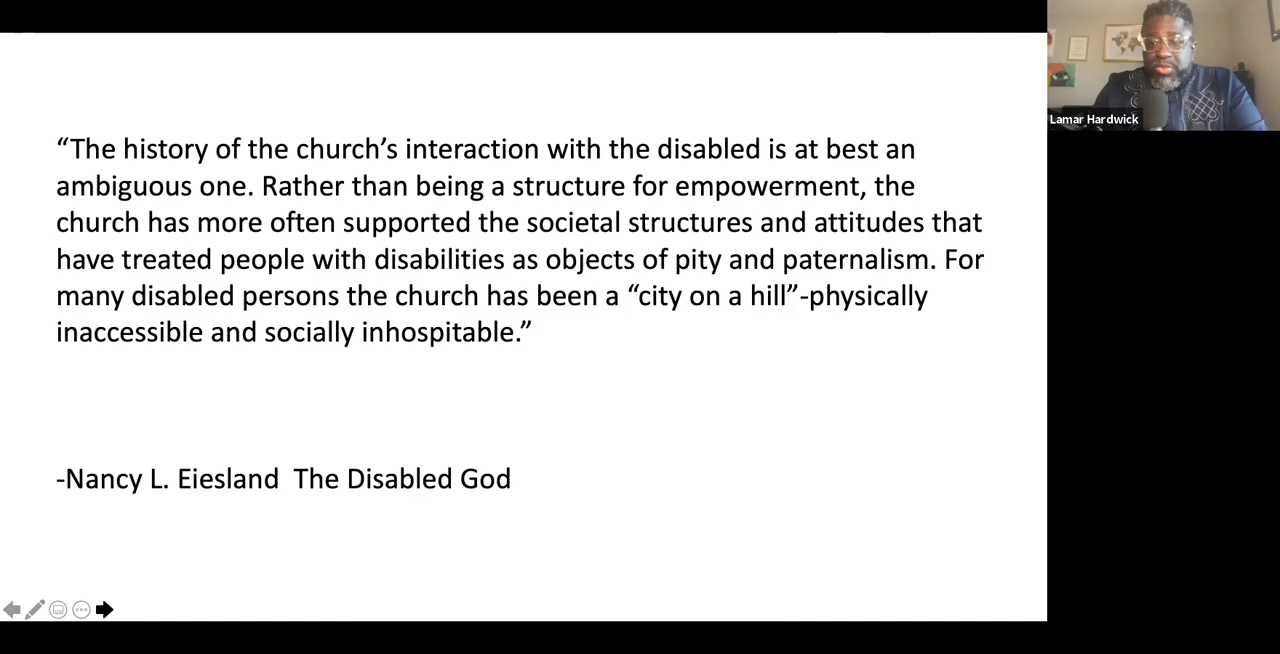 “The history of the church’s interaction with the disabled is at best an
ambiguous one. Rather than being a structure for empowerment, the
church has more often supported the societal structures and attitudes that
have treated people with disabilities as objects of pity and paternalism. For
many disabled persons the church has been a “city on a hill”-physically
inaccessible and socially inhospitable.”
-Nancy L. Eiesland  The Disabled God
Lamar Hardwick